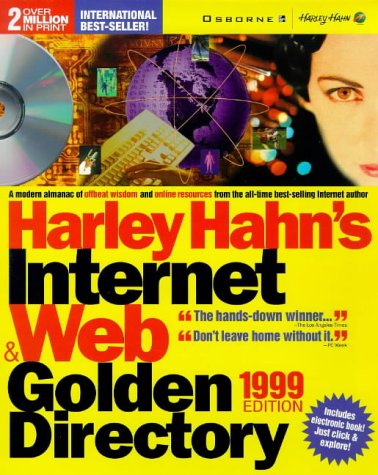 2 OVER MILLION IN PRINT
INTERNATIONAL BEST-SELLER!
OSBORNE
HARLEY HAHN
A modern almanac of offbeat wisdom and online resources from the all-time best-selling Internet author
Harley Hahn's
Internet
& Web
"The hands-down winner..."
—The Los Angeles Times
"Don't leave home without it."
—PC Week
Golden
1999
EDITION
Directory
Includes
electronic book!
Just click &
explore!